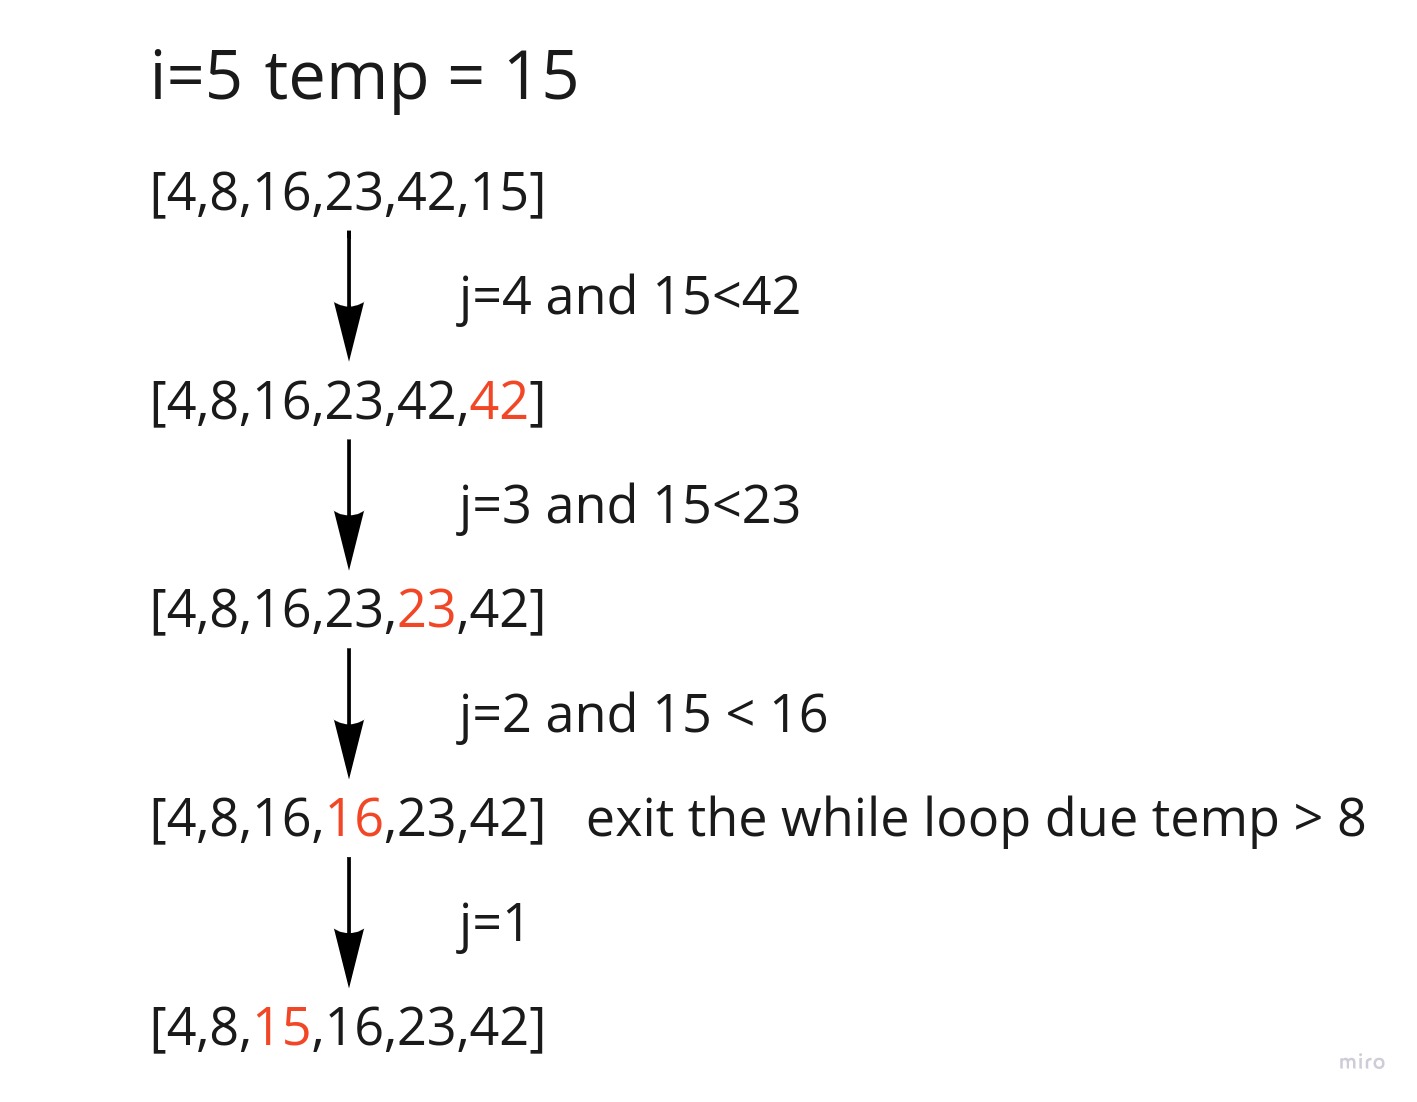 i=5 temp = 15
[4,8,16,23,42,15]
j=4 and 15<42
[4,8,16,23,42,42]
j=3 and 15<23
[4,8,16,23,23,42]
j=2 and 15 < 16
[4,8,16,16,23,42] exit the while loop due temp > 8
j=1
[4,8,15,16,23,42]
miro